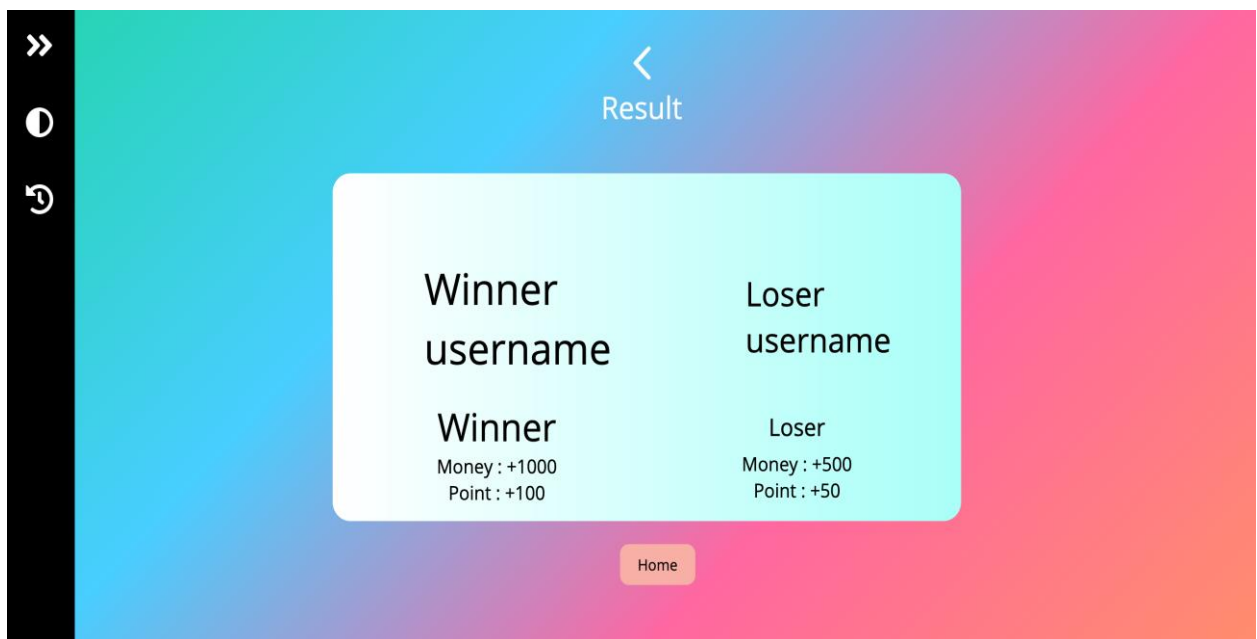 Result
Winner
username
Loser
username
Winner
Money : +1000
Point : +100
Loser
Money : +500
Point : +50
Home